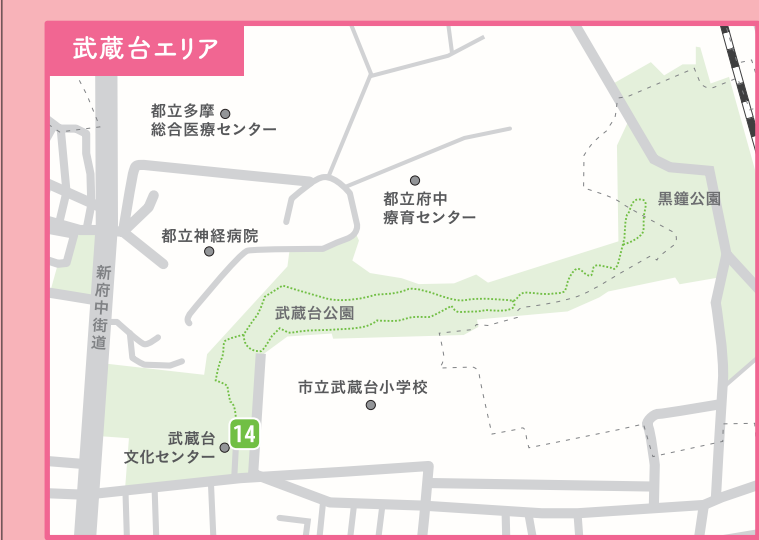 武蔵台エリア
都立多摩
総合医療センター
都立府中
療育センター
黒鐘公園
都立神経病院
新府中街道
武蔵台公園
市立武蔵台小学校
武蔵台
文化センター
14